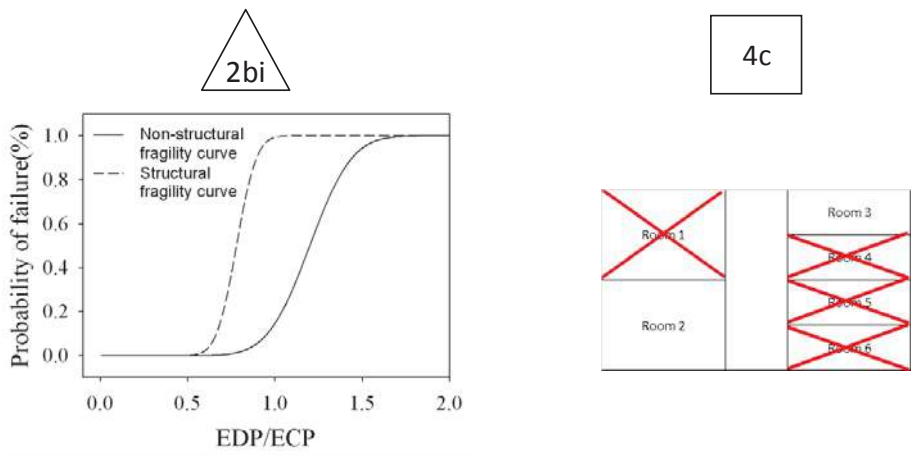 2bi
4c
Non-structural
fragility curve
Structural
fragility curve
Probability of failure(%)
1.0
0.8
0.6
0.4
0.2
0.0
0.0 0.5 1.0 1.5 2.0
EDP/ECP
Room 1
Room 2
Room 3
Room 4
Room 5
Room 6